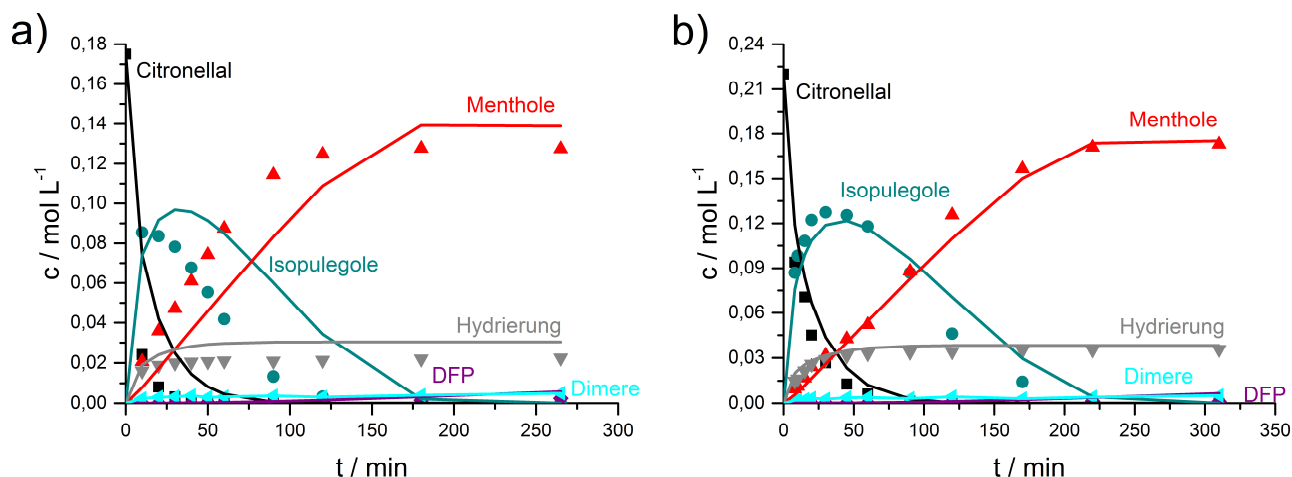 a)
0,18
0,16
0,14
0,12
0,10
0,08
0,06
0,04
0,02
0,00
c / mol L⁻¹
Citronellal
Menthole
Isopulegole
Hydrierung
DFP
Dimere
0 50 100 150 200 250 300
t / min
b)
0,24
0,21
0,18
0,15
0,12
0,09
0,06
0,03
0,00
c / mol L⁻¹
Citronellal
Menthole
Isopulegole
Hydrierung
Dimere
DFP
0 50 100 150 200 250 300 350
t / min